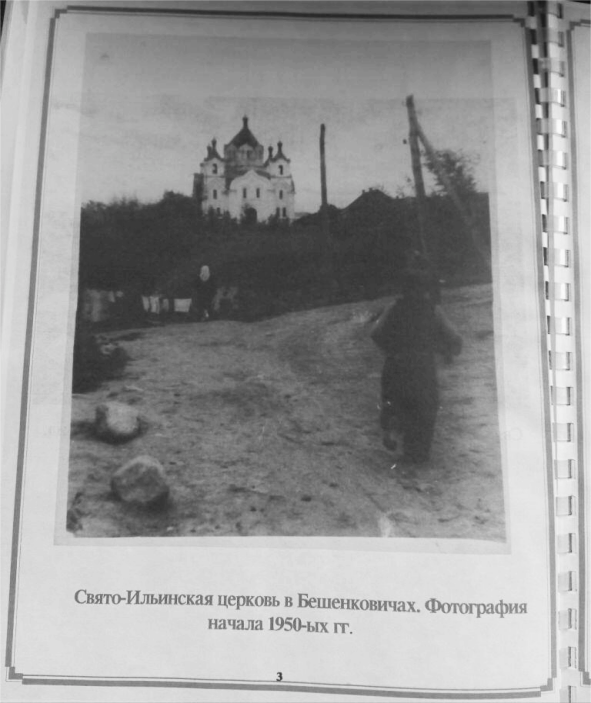 Свято-Ильинская церковь в Бешенковичах. Фотография
начала 1950-ых гг.
3